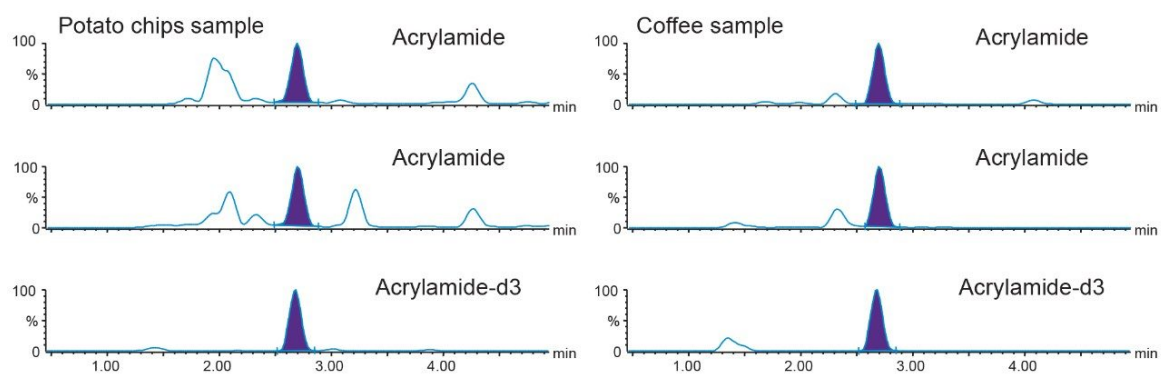 Potato chips sample
Acrylamide
100
%
0
min
Acrylamide
100
%
0
min
Acrylamide-d3
100
%
0
min
1.00 2.00 3.00 4.00
Coffee sample
Acrylamide
100
%
0
min
Acrylamide
100
%
0
min
Acrylamide-d3
100
%
0
min
1.00 2.00 3.00 4.00